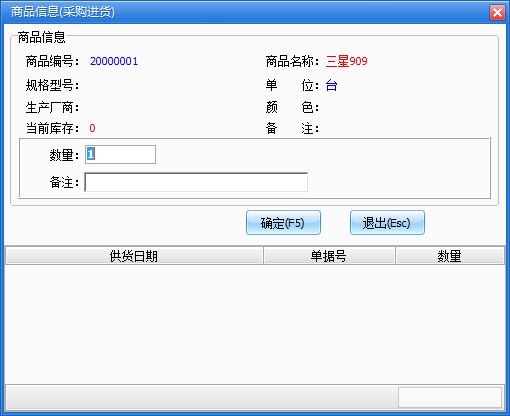 商品信息(采购进货)
商品信息
商品编号： 20000001 商品名称： 三星909
规格型号： 单 位： 台
生产厂商： 颜 色：
当前库存： 0 备 注：
数量： 1
备注：
确定(F5) 退出(Esc)
供货日期 单据号 数量